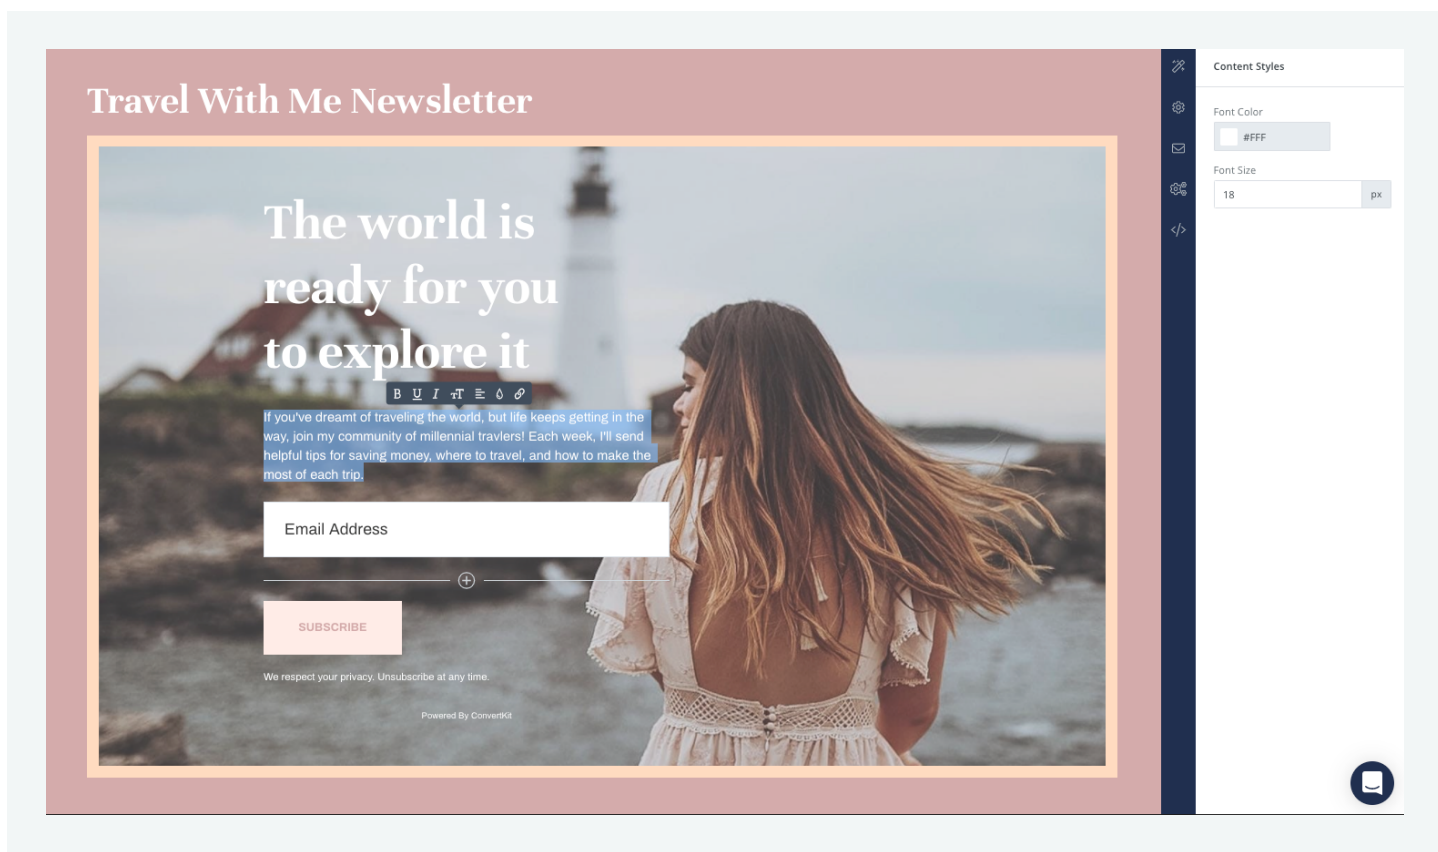 Travel With Me Newsletter
The world is
ready for you
to explore it
B U I TT
If you've dreamt of traveling the world, but life keeps getting in the
way, join my community of millennial travlers! Each week, I'll send
helpful tips for saving money, where to travel, and how to make the
most of each trip.
Email Address
SUBSCRIBE
We respect your privacy. Unsubscribe at any time.
Powered By ConvertKit
</>
Content Styles
Font Color
#FFF
Font Size
18 px